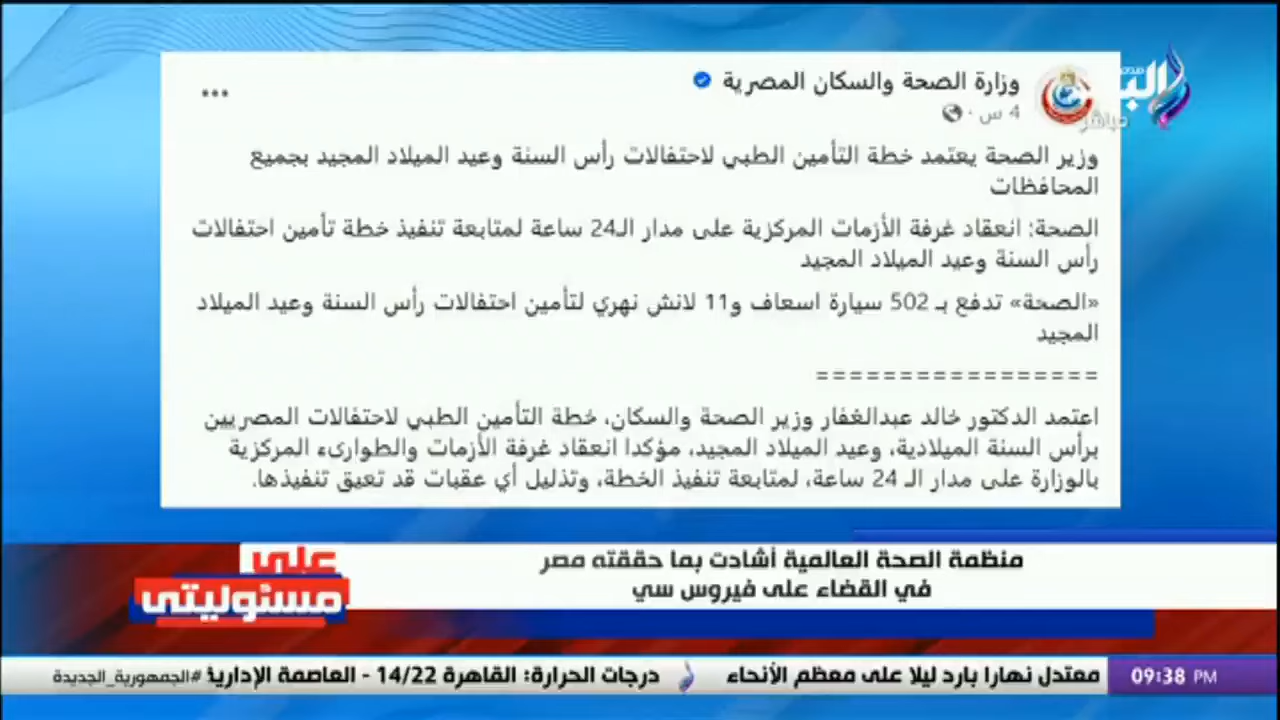 وزارة الصحة والسكان المصرية
4 س ·
وزير الصحة يعتمد خطة التأمين الطبي لاحتفالات رأس السنة وعيد الميلاد المجيد بجميع
المحافظات
الصحة: انعقاد غرفة الأزمات المركزية على مدار الـ24 ساعة لمتابعة تنفيذ خطة تأمين احتفالات
رأس السنة وعيد الميلاد المجيد
«الصحة» تدفع بـ 502 سيارة اسعاف و11 لانش نهري لتأمين احتفالات رأس السنة وعيد الميلاد
المجيد
=================
اعتمد الدكتور خالد عبدالغفار وزير الصحة والسكان، خطة التأمين الطبي لاحتفالات المصريين
برأس السنة الميلادية، وعيد الميلاد المجيد، مؤكدا انعقاد غرفة الأزمات والطوارىء المركزية
بالوزارة على مدار الـ 24 ساعة، لمتابعة تنفيذ الخطة، وتذليل أي عقبات قد تعيق تنفيذها.
مباشر
منظمة الصحة العالمية أشادت بما حققته مصر
في القضاء على فيروس سي
على
مسئوليتي
09:38 PM
معتدل نهارا بارد ليلا على معظم الأنحاء
درجات الحرارة: القاهرة 14/22 - العاصمة الإدارية
#الجمهورية_الجديدة